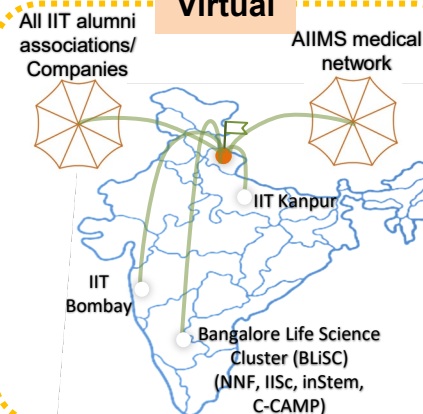 Virtual
All IIT alumni
associations/
Companies
AIIMS medical
network
IIT Kanpur
IIT
Bombay
Bangalore Life Science
Cluster (BLiSC)
(NNF, IISc, inStem,
C-CAMP)